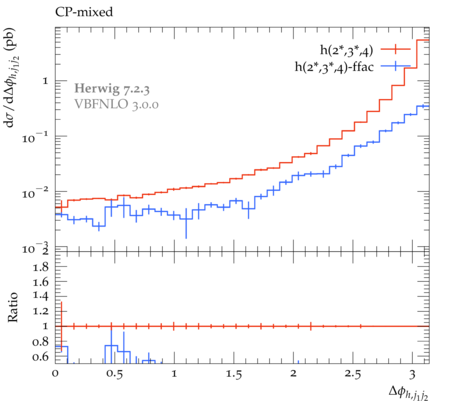 CP-mixed
dσ/dΔϕh,j1j2 (pb)
h(2*,3*,4)
h(2*,3*,4)-ffac
Herwig 7.2.3
VBFNLO 3.0.0
1
10−1
10−2
10−3
2
1.8
1.6
1.4
1.2
1
0.8
0.6
Ratio
0 0.5 1 1.5 2 2.5 3
Δϕh,j1j2